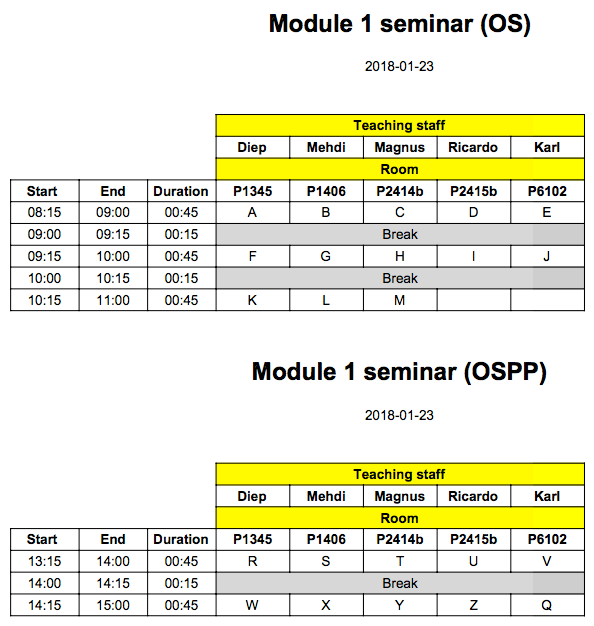 Module 1 seminar (OS)
2018-01-23
Teaching staff
Diep Mehdi Magnus Ricardo Karl
Room
Start End Duration P1345 P1406 P2414b P2415b P6102
08:15 09:00 00:45 A B C D E
09:00 09:15 00:15 Break
09:15 10:00 00:45 F G H I J
10:00 10:15 00:15 Break
10:15 11:00 00:45 K L M
Module 1 seminar (OSPP)
2018-01-23
Teaching staff
Diep Mehdi Magnus Ricardo Karl
Room
Start End Duration P1345 P1406 P2414b P2415b P6102
13:15 14:00 00:45 R S T U V
14:00 14:15 00:15 Break
14:15 15:00 00:45 W X Y Z Q